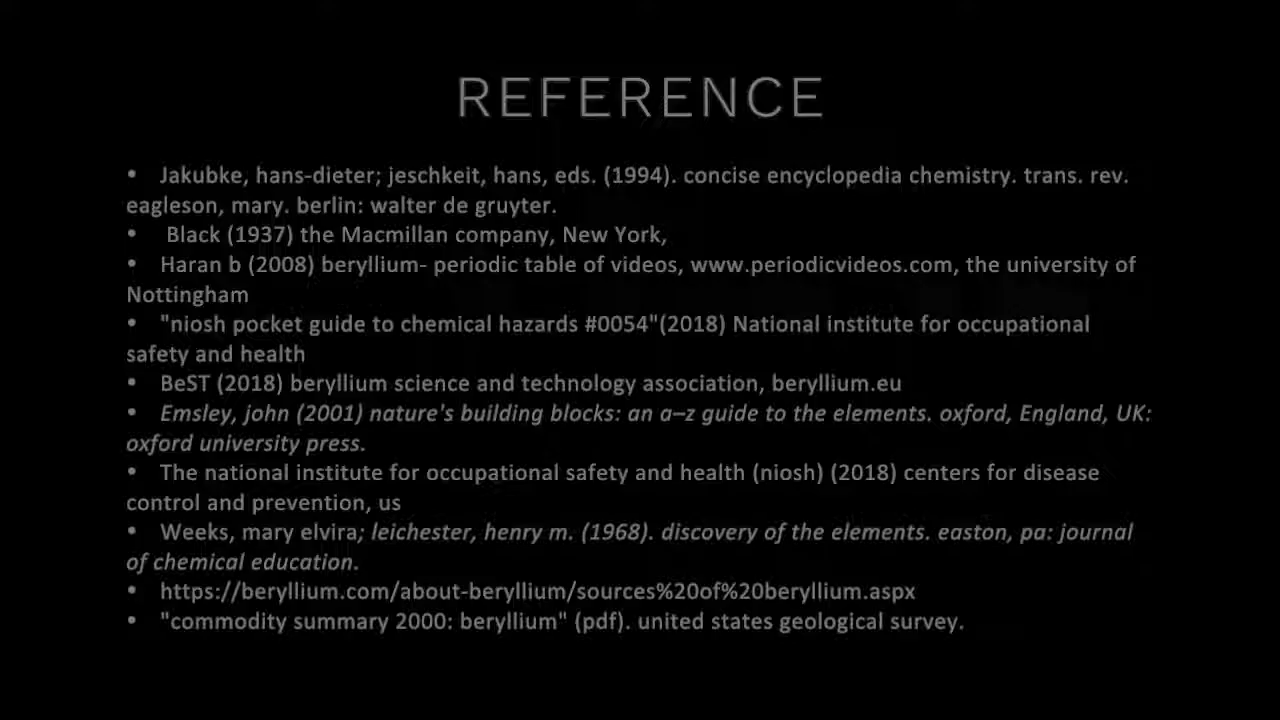 REFERENCE
• Jakubke, hans-dieter; jeschkeit, hans, eds. (1994). concise encyclopedia chemistry. trans. rev.
eagleson, mary. berlin: walter de gruyter.
• Black (1937) the Macmillan company, New York,
• Haran b (2008) beryllium- periodic table of videos, www.periodicvideos.com, the university of
Nottingham
• "niosh pocket guide to chemical hazards #0054"(2018) National institute for occupational
safety and health
• BeST (2018) beryllium science and technology association, beryllium.eu
• Emsley, john (2001) nature's building blocks: an a–z guide to the elements. oxford, England, UK:
oxford university press.
• The national institute for occupational safety and health (niosh) (2018) centers for disease
control and prevention, us
• Weeks, mary elvira; leichester, henry m. (1968). discovery of the elements. easton, pa: journal
of chemical education.
• https://beryllium.com/about-beryllium/sources%20of%20beryllium.aspx
• "commodity summary 2000: beryllium" (pdf). united states geological survey.